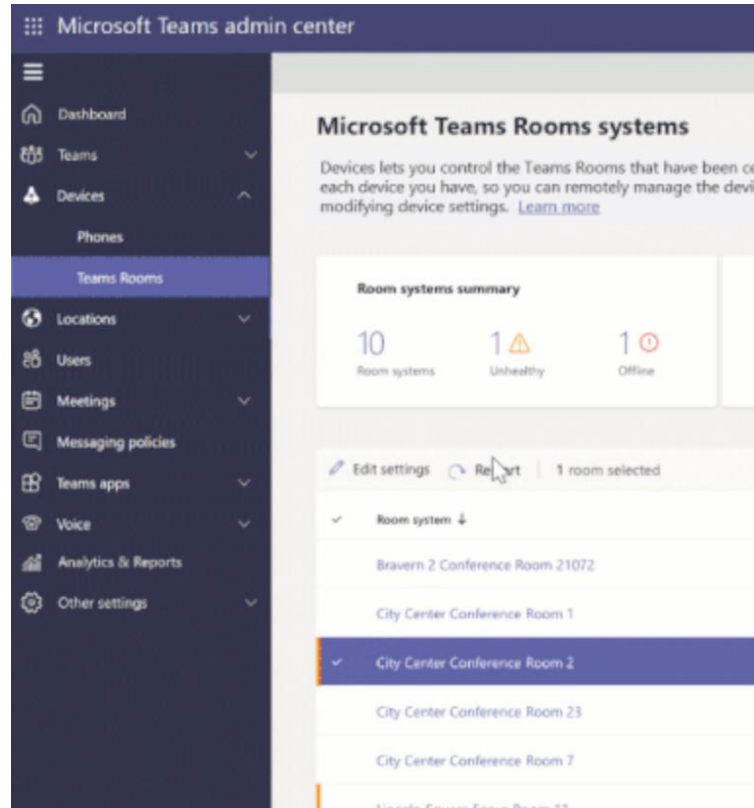 Microsoft Teams admin center
Dashboard
Teams
Devices
Phones
Teams Rooms
Locations
Users
Meetings
Messaging policies
Teams apps
Voice
Analytics & Reports
Other settings
Microsoft Teams Rooms systems
Devices lets you control the Teams Rooms that have been
each device you have, so you can remotely manage the
modifying device settings. Learn more
Room systems summary
10 1 1
Room systems Unhealthy Offline
Edit settings 1 room selected
Room system
Bravern 2 Conference Room 21072
City Center Conference Room 1
City Center Conference Room 2
City Center Conference Room 23
City Center Conference Room 7